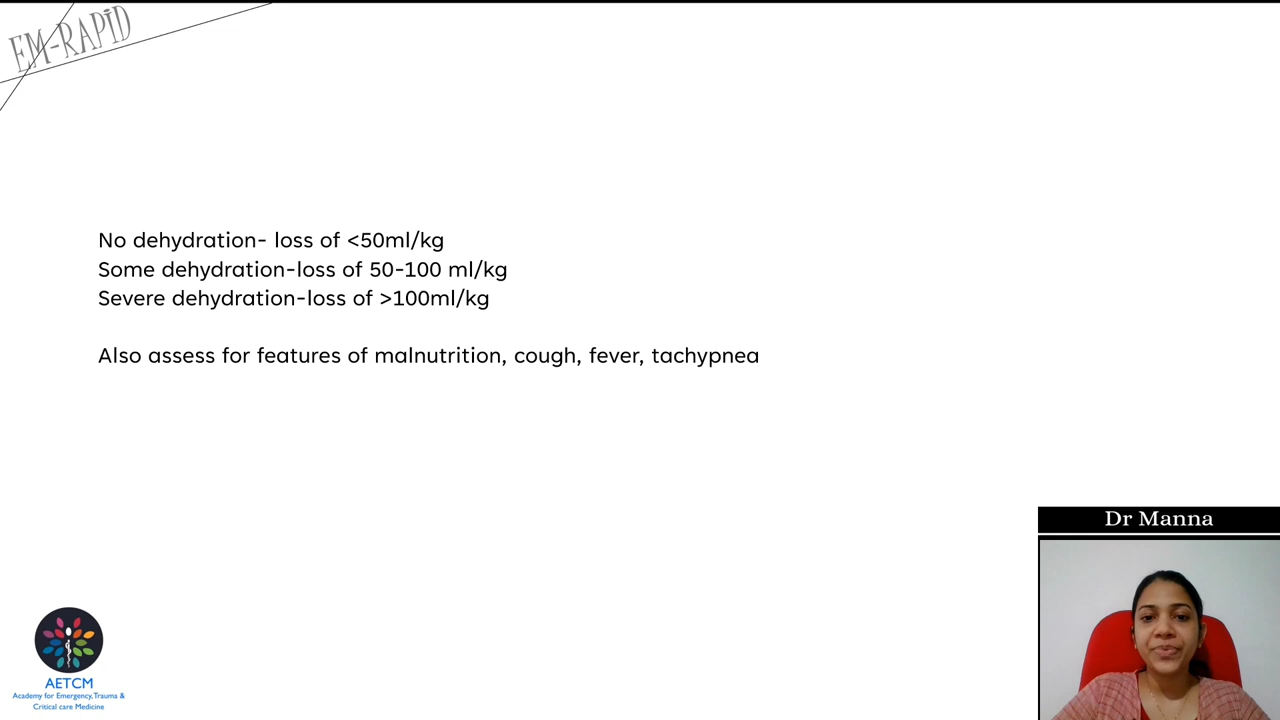 EM-RAPiD
No dehydration- loss of <50ml/kg
Some dehydration-loss of 50-100 ml/kg
Severe dehydration-loss of >100ml/kg
Also assess for features of malnutrition, cough, fever, tachypnea
Dr Manna
AETCM
Academy for Emergency,Trauma &
Critical care Medicine